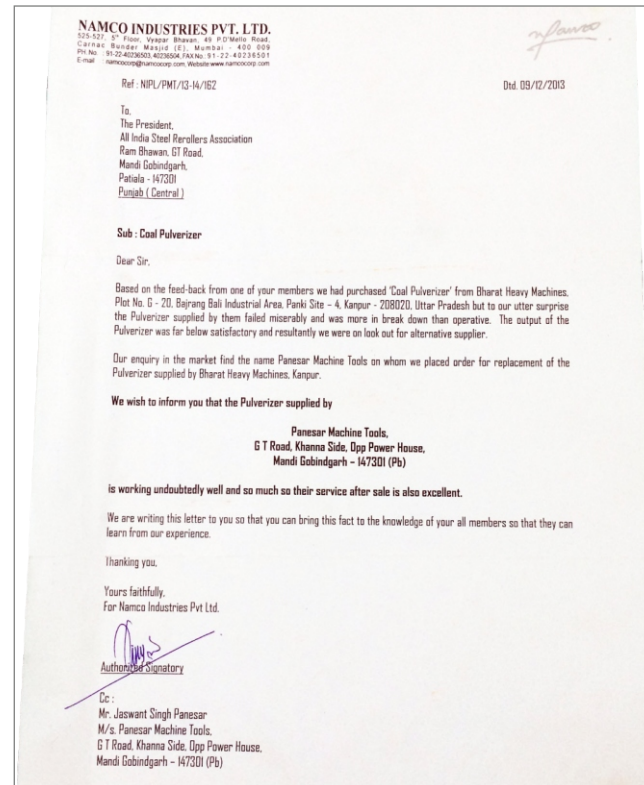 NAMCO INDUSTRIES PVT. LTD.
525-527, 5th Floor, Vyapar Bhavan, 49 P.D'Mello Road,
Carnac Bunder Masjid (E), Mumbai - 400 009
PH.No. : 91-22-40236503, 40236504, FAX No.: 91-22-40236501
E-mail : namcocorp@namcocorp.com, Website:www.namcocorp.com
Ref : NIPL/PMT/13-14/162 Dtd. 09/12/2013
To,
The President,
All India Steel Rerollers Association
Ram Bhawan, GT Road,
Mandi Gobindgarh,
Patiala - 147301
Punjab ( Central )
Sub : Coal Pulverizer
Dear Sir,
Based on the feed-back from one of your members we had purchased 'Coal Pulverizer' from Bharat Heavy Machines,
Plot No. G - 20, Bajrang Bali Industrial Area, Panki Site – 4, Kanpur - 208020, Uttar Pradesh but to our utter surprise
the Pulverizer supplied by them failed miserably and was more in break down than operative. The output of the
Pulverizer was far below satisfactory and resultantly we were on look out for alternative supplier.
Our enquiry in the market find the name Panesar Machine Tools on whom we placed order for replacement of the
Pulverizer supplied by Bharat Heavy Machines, Kanpur.
We wish to inform you that the Pulverizer supplied by
Panesar Machine Tools,
G T Road, Khanna Side, Opp Power House,
Mandi Gobindgarh – 147301 (Pb)
is working undoubtedly well and so much so their service after sale is also excellent.
We are writing this letter to you so that you can bring this fact to the knowledge of your all members so that they can
learn from our experience.
Thanking you,
Yours faithfully,
For Namco Industries Pvt Ltd.
Authorized Signatory
Cc :
Mr. Jaswant Singh Panesar
M/s. Panesar Machine Tools,
G T Road, Khanna Side, Opp Power House,
Mandi Gobindgarh – 147301 (Pb)